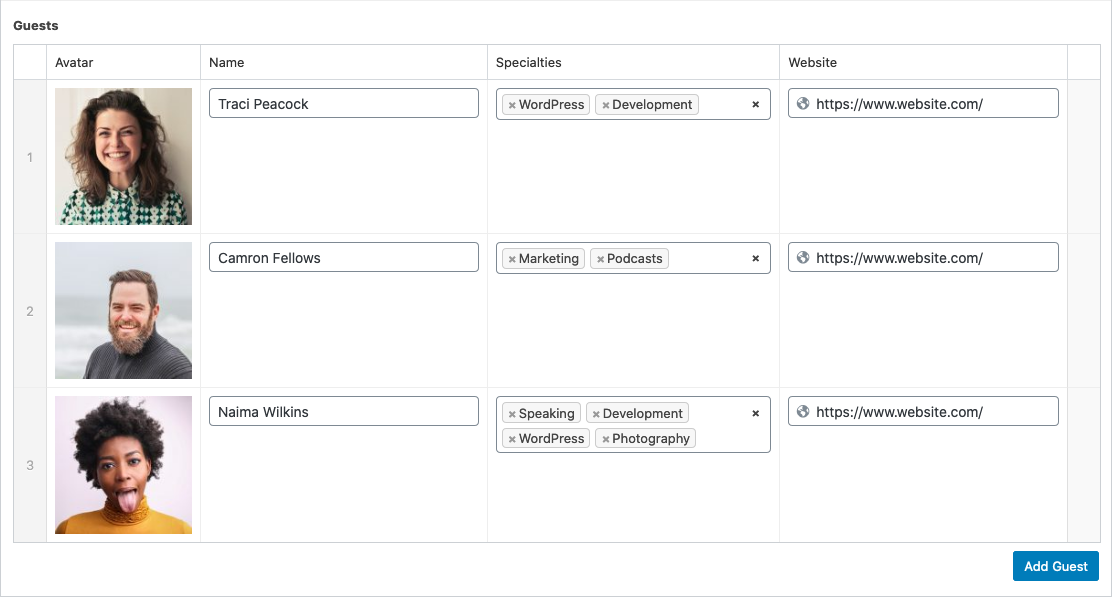 Guests
Avatar Name Specialties Website
1 Traci Peacock × WordPress × Development × https://www.website.com/
2 Camron Fellows × Marketing × Podcasts × https://www.website.com/
3 Naima Wilkins × Speaking × Development × https://www.website.com/
× WordPress × Photography
Add Guest